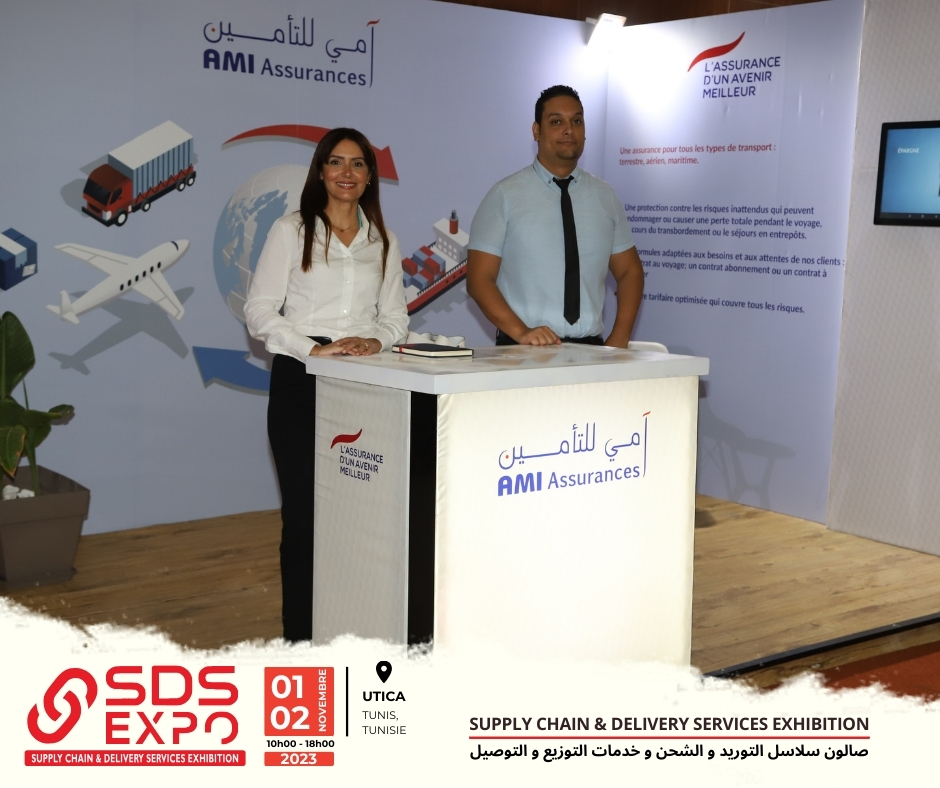 آمي للتأمين
AMI Assurances
L'ASSURANCE
D'UN AVENIR
MEILLEUR
Une assurance pour tous les types de transport :
terrestre, aérien, maritime.
Une protection contre les risques inattendus qui peuvent
ndommager ou causer une perte totale pendant le voyage,
cours du transbordement ou le séjours en entrepôts.
ormules adaptées aux besoins et aux attentes de nos clients :
rat au voyage; un contrat abonnement ou un contrat à
er
e tarifaire optimisée qui couvre tous les risques.
ÉPARGNE
L'ASSURANCE
D'UN AVENIR
MEILLEUR
آمي للتأمين
AMI Assurances
SDS
EXPO
SUPPLY CHAIN & DELIVERY SERVICES EXHIBITION
01
02
NOVEMBRE
10h00 - 18h00
2023
UTICA
TUNIS,
TUNISIE
SUPPLY CHAIN & DELIVERY SERVICES EXHIBITION
صالون سلاسل التوريد و الشحن و خدمات التوزيع و التوصيل